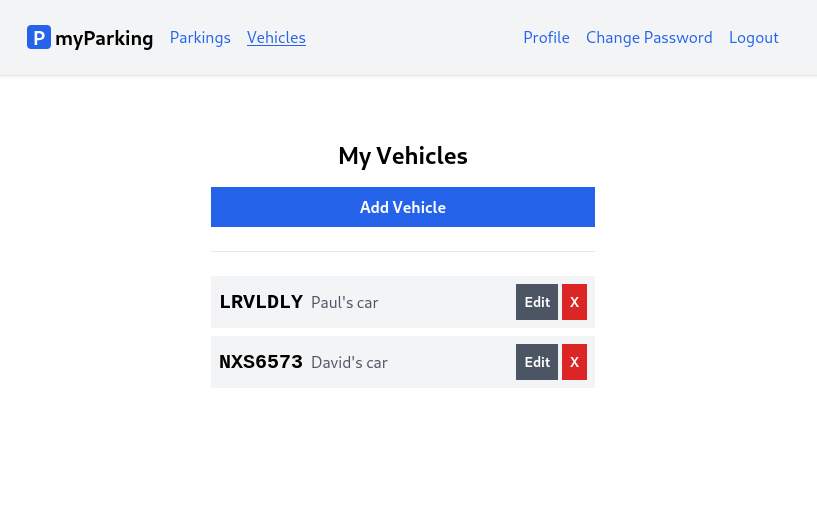 P myParking Parkings Vehicles Profile Change Password Logout
My Vehicles
Add Vehicle
LRVLDLY Paul's car Edit X
NXS6573 David's car Edit X